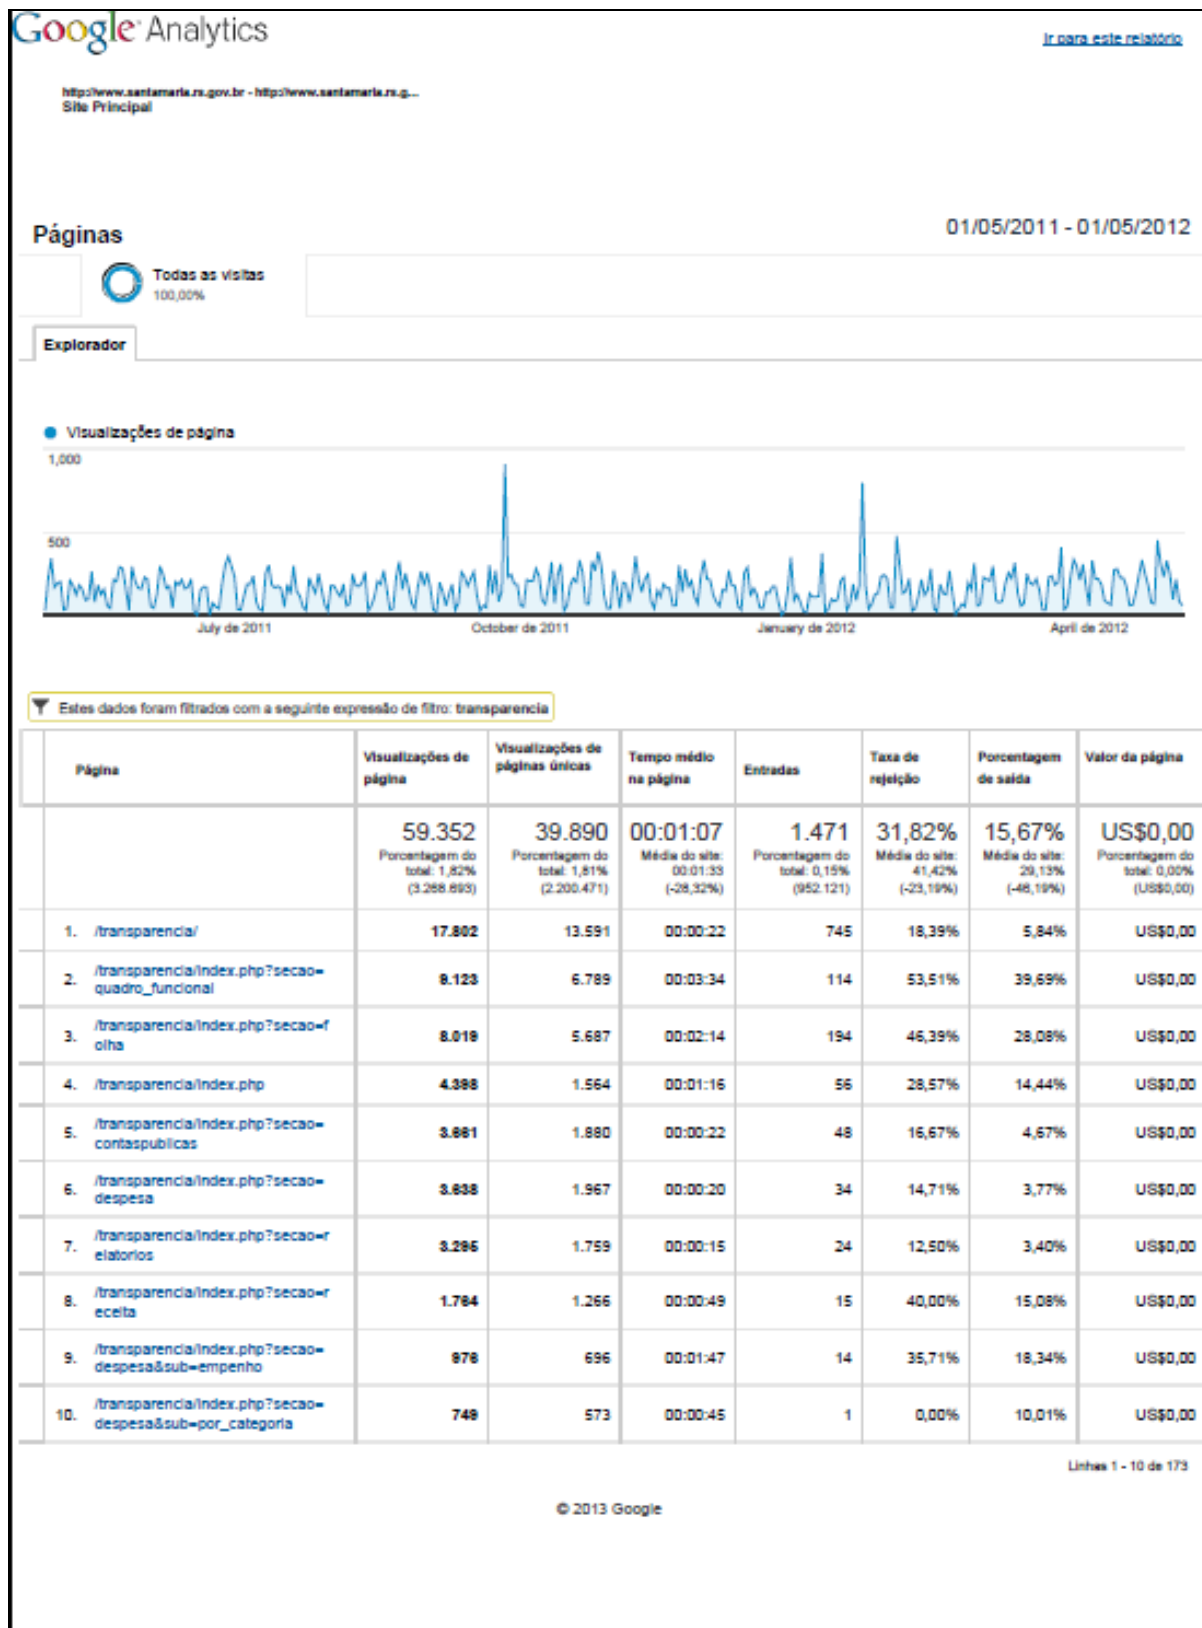 Google Analytics
Ir para este relatório
http://www.santamaria.rs.gov.br - http://www.santamaria.rs.g...
Site Principal
Páginas
01/05/2011 - 01/05/2012
Todas as visitas
100,00%
Explorador
Visualizações de página
1,000
500
July de 2011
October de 2011
January de 2012
April de 2012
Estes dados foram filtrados com a seguinte expressão de filtro: transparencia
Página
Visualizações de página
Visualizações de páginas únicas
Tempo médio na página
Entradas
Taxa de rejeição
Porcentagem de saída
Valor da página
59.352 Porcentagem do total: 1,82% (3.268.693)
39.890 Porcentagem do total: 1,81% (2.200.471)
00:01:07 Média do site: 00:01:33 (-28,32%)
1.471 Porcentagem do total: 0,15% (952.121)
31,82% Média do site: 41,42% (-23,19%)
15,67% Média do site: 29,13% (-46,19%)
US$0,00 Porcentagem do total: 0,00% (US$0,00)
1. /transparencia/ 17.802 13.591 00:00:22 745 18,39% 5,84% US$0,00
2. /transparencia/index.php?secao=quadro_funcional 9.123 6.789 00:03:34 114 53,51% 39,69% US$0,00
3. /transparencia/index.php?secao=folha 8.019 5.687 00:02:14 194 46,39% 28,08% US$0,00
4. /transparencia/index.php 4.398 1.564 00:01:16 56 28,57% 14,44% US$0,00
5. /transparencia/index.php?secao=contaspublicas 3.661 1.880 00:00:22 48 16,67% 4,67% US$0,00
6. /transparencia/index.php?secao=despesa 3.638 1.967 00:00:20 34 14,71% 3,77% US$0,00
7. /transparencia/index.php?secao=relatorios 3.295 1.759 00:00:15 24 12,50% 3,40% US$0,00
8. /transparencia/index.php?secao=receita 1.764 1.266 00:00:49 15 40,00% 15,08% US$0,00
9. /transparencia/index.php?secao=despesa&sub=empenho 976 696 00:01:47 14 35,71% 18,34% US$0,00
10. /transparencia/index.php?secao=despesa&sub=por_categoria 749 573 00:00:45 1 0,00% 10,01% US$0,00
Linhas 1 - 10 de 173
© 2013 Google